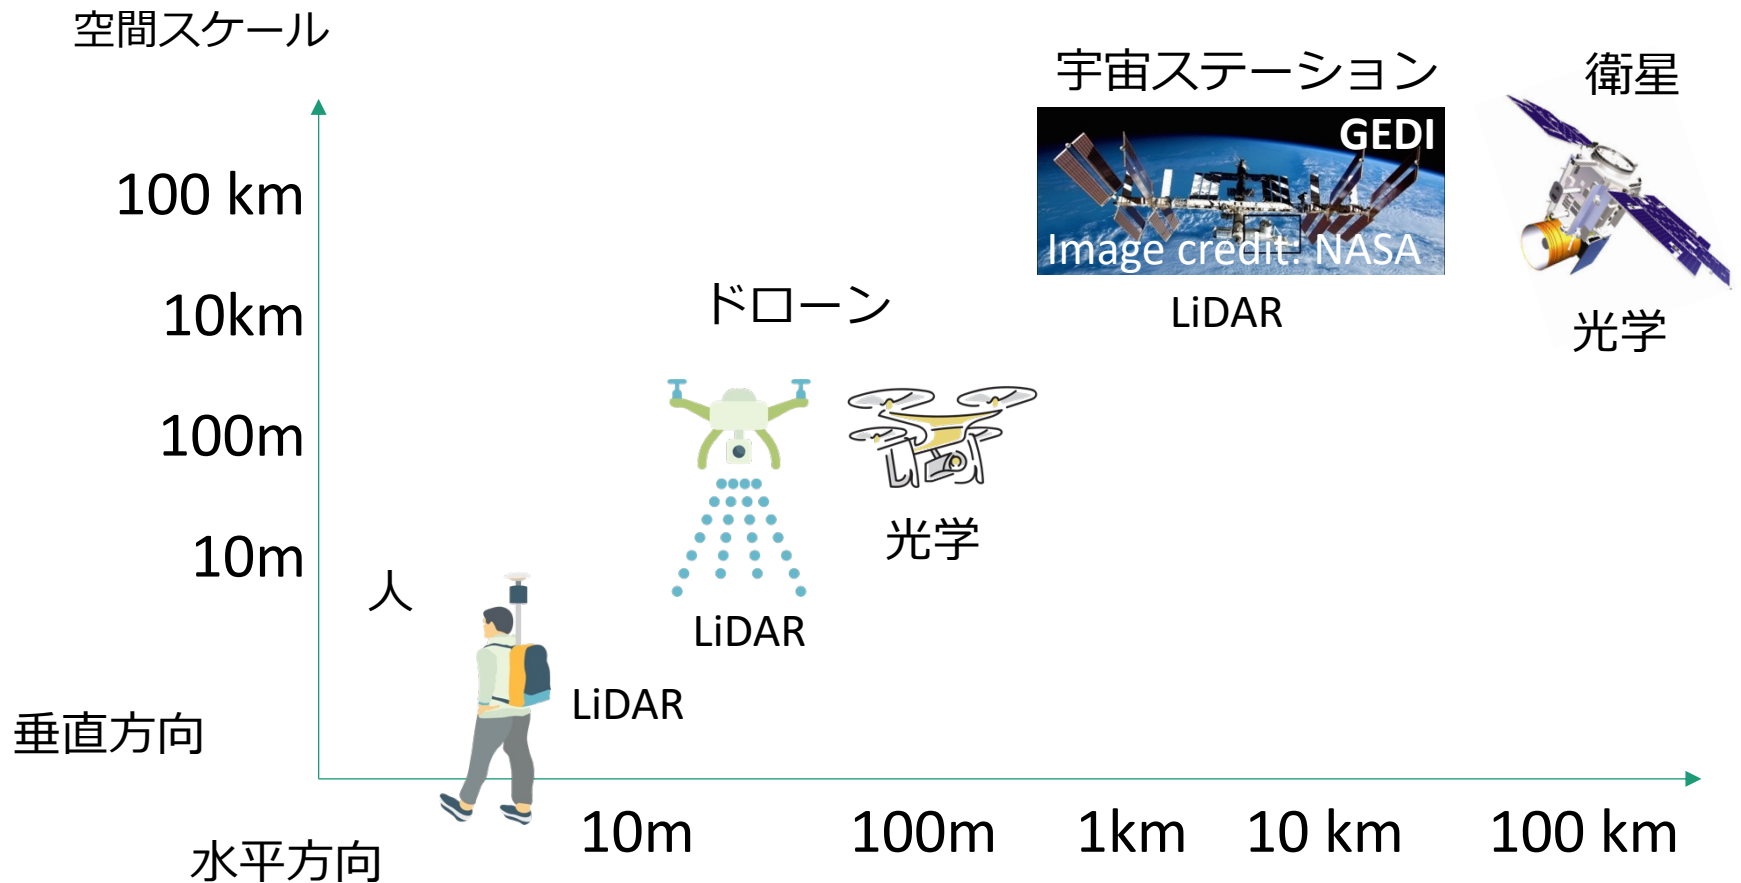 空間スケール
宇宙ステーション
衛星
GEDI
Image credit: NASA
100 km
10km
LiDAR
光学
ドローン
100m
光学
10m
人
LiDAR
LiDAR
垂直方向
10m
100m
1km
10 km
100 km
水平方向